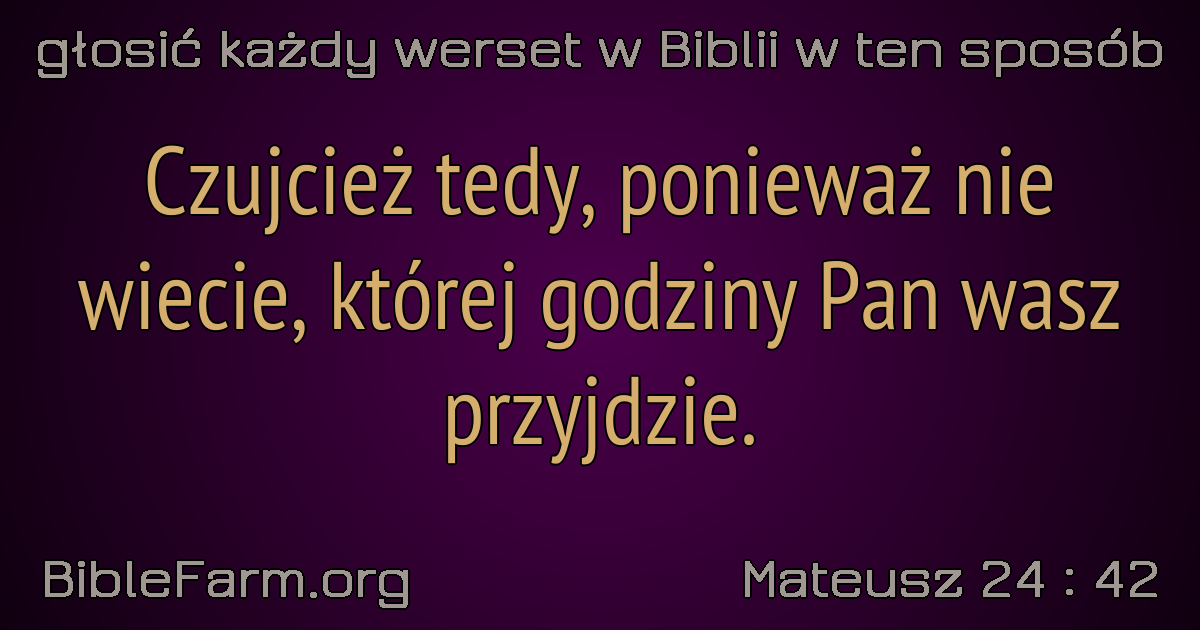 głosić każdy werset w Biblii w ten sposób
Czujcież tedy, ponieważ nie
wiecie, której godziny Pan wasz
przyjdzie.
BibleFarm.org
Mateusz 24 : 42